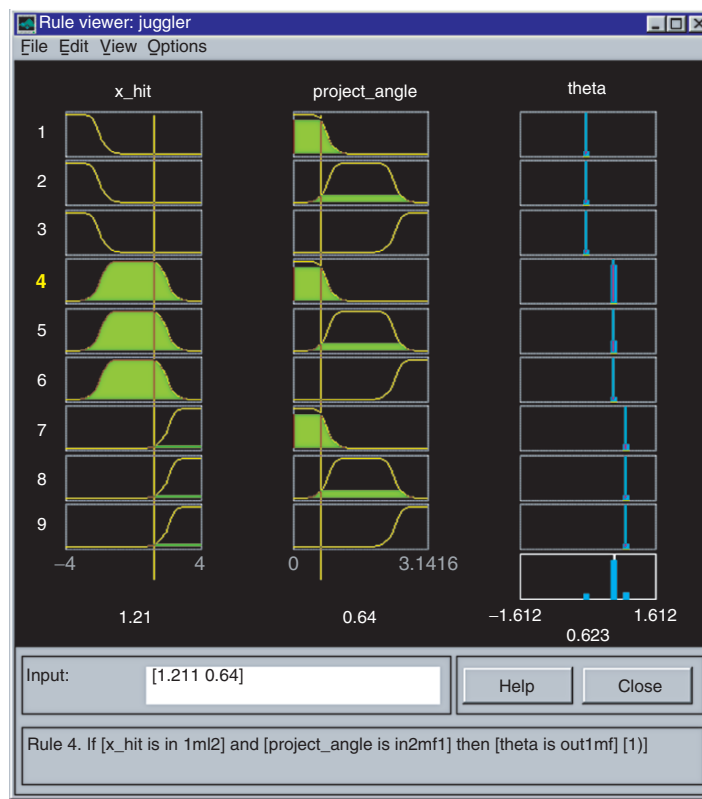 Rule viewer: juggler
File Edit View Options
x_hit project_angle theta
1
2
3
4
5
6
7
8
9
–4 4 0 3.1416
1.21 0.64 –1.612 1.612
0.623
Input: [1.211 0.64] Help Close
Rule 4. If [x_hit is in 1ml2] and [project_angle is in2mf1] then [theta is out1mf] [1)]